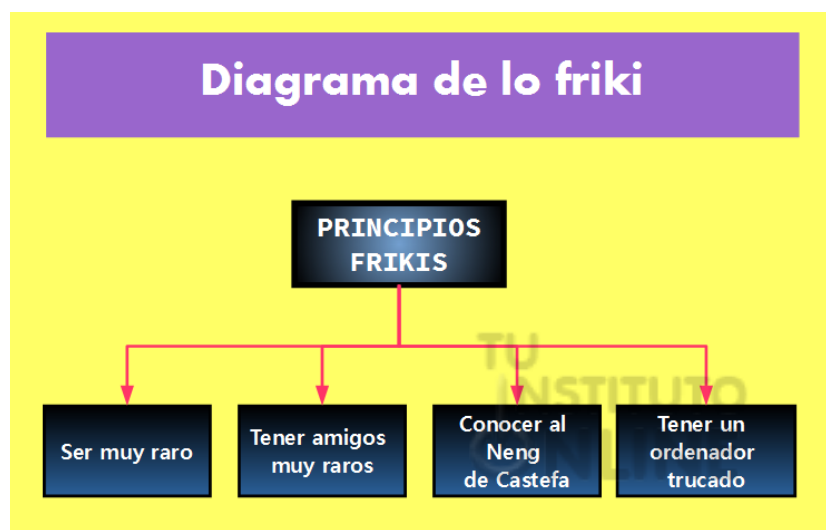 Diagrama de lo friki
PRINCIPIOS
FRIKIS
TU
INSTITUTO
ONLINE
Ser muy raro
Tener amigos
muy raros
Conocer al
Neng
de Castefa
Tener un
ordenador
trucado